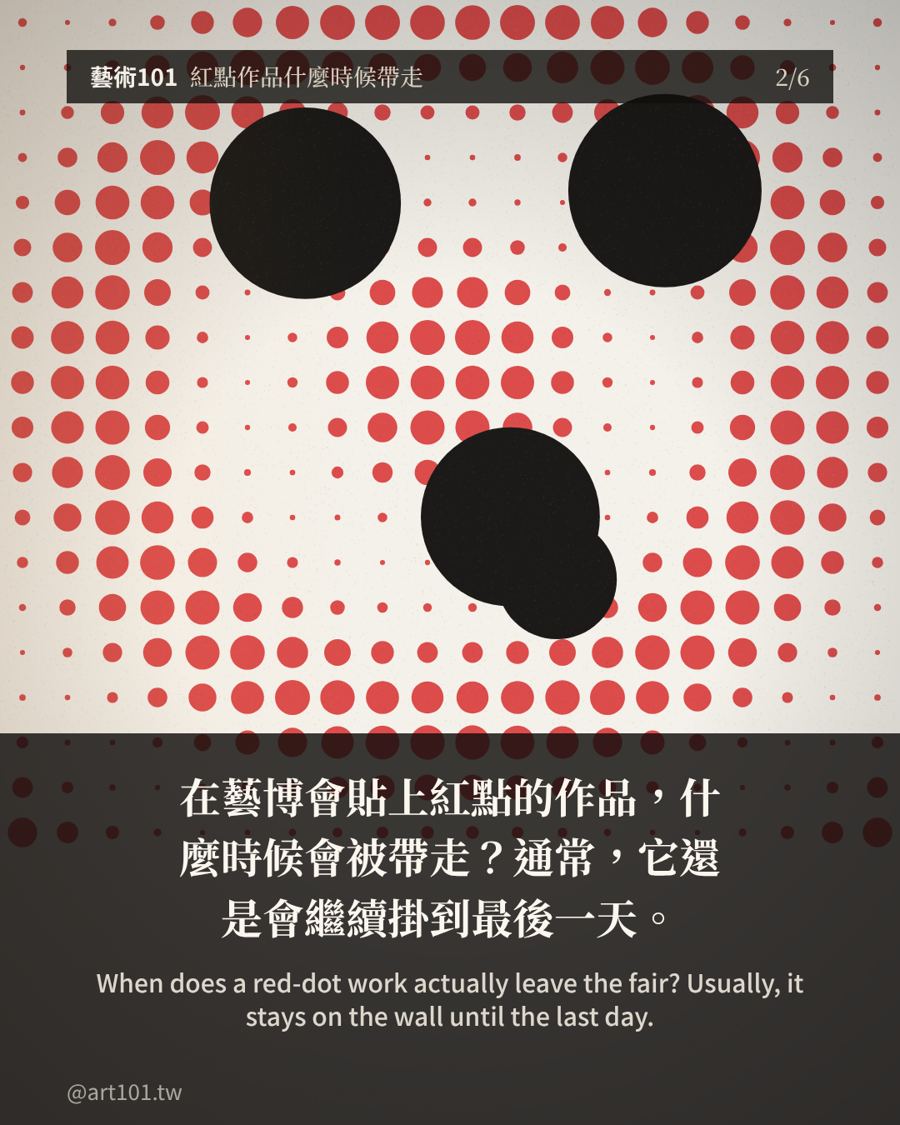 藝術101 紅點作品什麼時候帶走 2/6
在藝博會貼上紅點的作品，什
麼時候會被帶走？通常，它還
是會繼續掛到最後一天。
When does a red-dot work actually leave the fair? Usually, it
stays on the wall until the last day.
@art101.tw